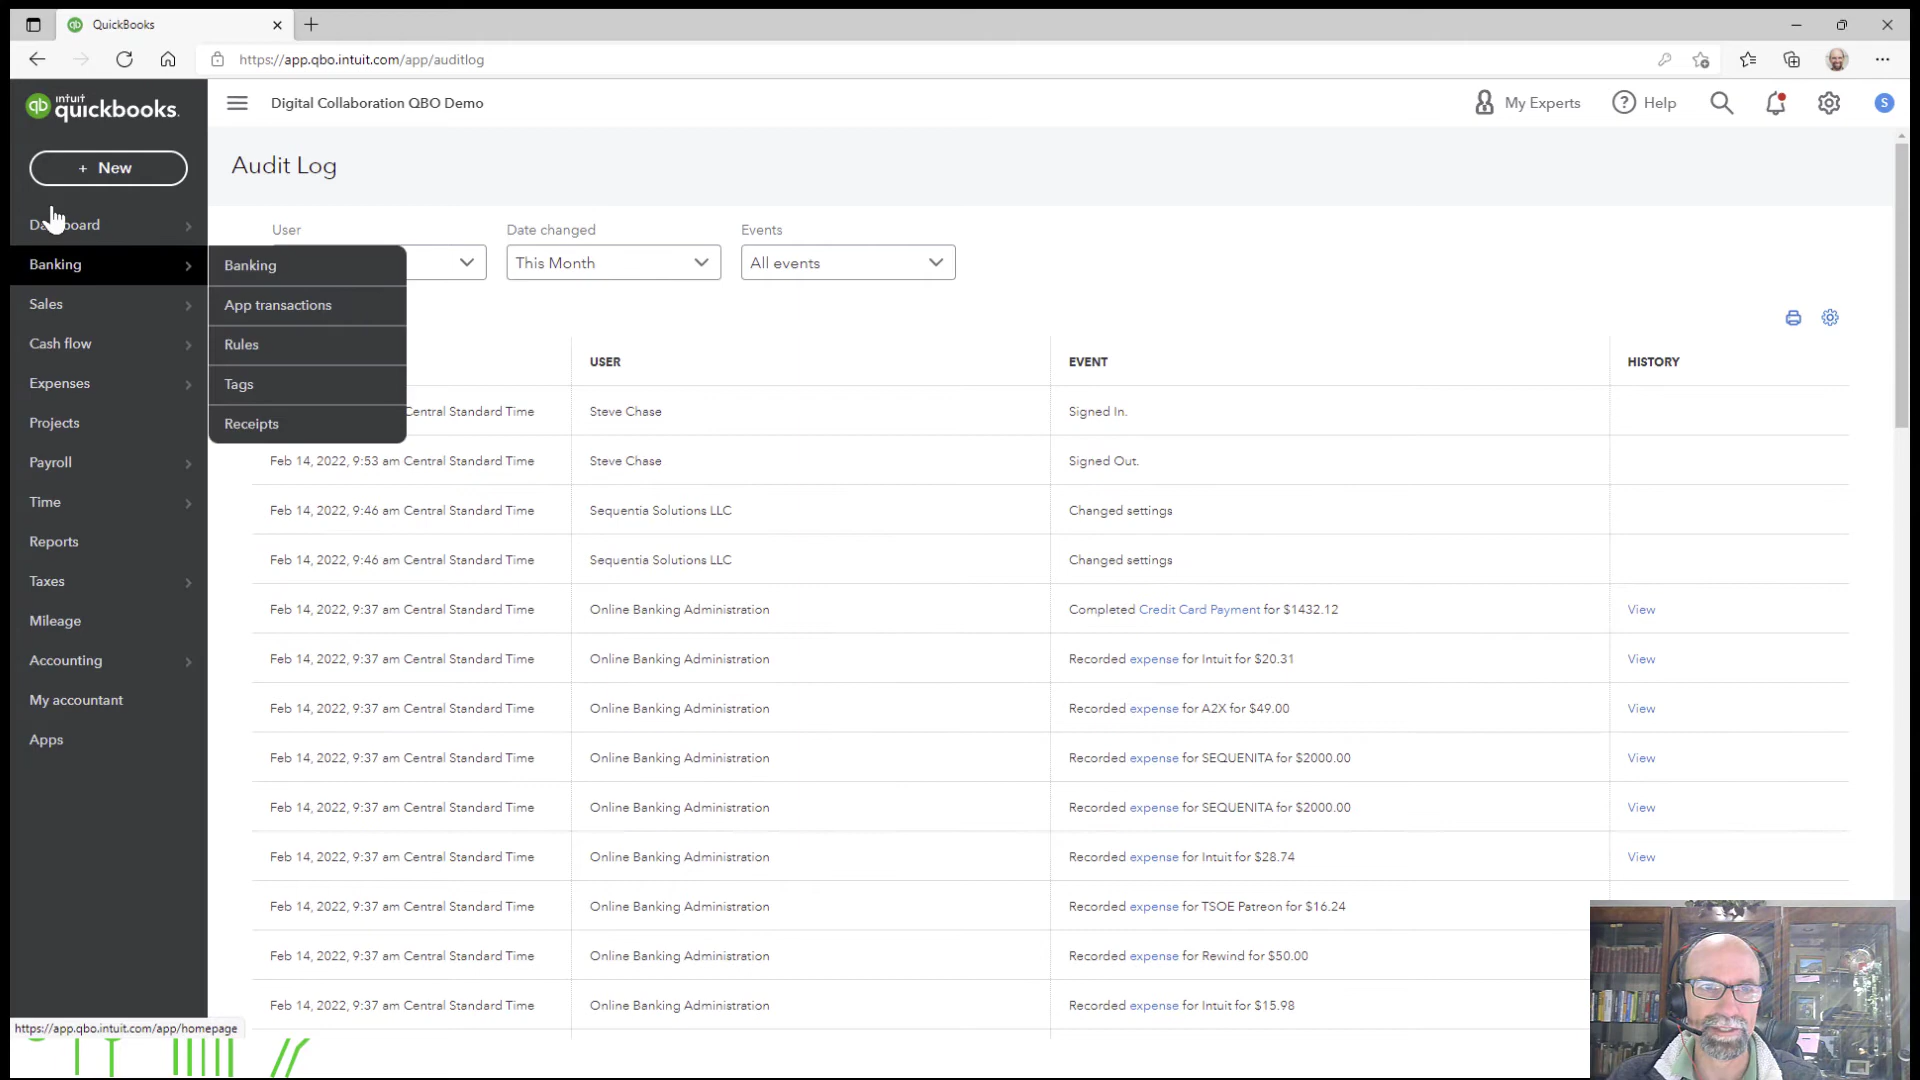 QuickBooks
https://app.qbo.intuit.com/app/auditlog
intuit
quickbooks.
Digital Collaboration QBO Demo
My Experts
Help
S
+ New
Audit Log
Dashboard
Banking
Sales
Cash flow
Expenses
Projects
Payroll
Time
Reports
Taxes
Mileage
Accounting
My accountant
Apps
Banking
App transactions
Rules
Tags
Receipts
User
Date changed
Events
This Month
All events
USER
EVENT
HISTORY
Central Standard Time Steve Chase Signed In.
Feb 14, 2022, 9:53 am Central Standard Time Steve Chase Signed Out.
Feb 14, 2022, 9:46 am Central Standard Time Sequentia Solutions LLC Changed settings
Feb 14, 2022, 9:46 am Central Standard Time Sequentia Solutions LLC Changed settings
Feb 14, 2022, 9:37 am Central Standard Time Online Banking Administration Completed Credit Card Payment for $1432.12 View
Feb 14, 2022, 9:37 am Central Standard Time Online Banking Administration Recorded expense for Intuit for $20.31 View
Feb 14, 2022, 9:37 am Central Standard Time Online Banking Administration Recorded expense for A2X for $49.00 View
Feb 14, 2022, 9:37 am Central Standard Time Online Banking Administration Recorded expense for SEQUENITA for $2000.00 View
Feb 14, 2022, 9:37 am Central Standard Time Online Banking Administration Recorded expense for SEQUENITA for $2000.00 View
Feb 14, 2022, 9:37 am Central Standard Time Online Banking Administration Recorded expense for Intuit for $28.74 View
Feb 14, 2022, 9:37 am Central Standard Time Online Banking Administration Recorded expense for TSOE Patreon for $16.24
Feb 14, 2022, 9:37 am Central Standard Time Online Banking Administration Recorded expense for Rewind for $50.00
Feb 14, 2022, 9:37 am Central Standard Time Online Banking Administration Recorded expense for Intuit for $15.98
https://app.qbo.intuit.com/app/homepage